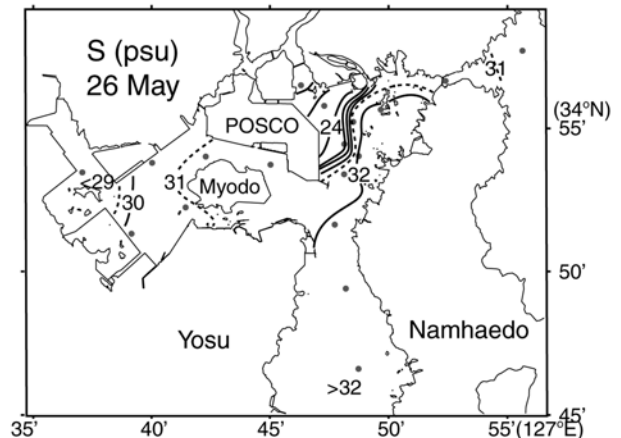 S (psu)
26 May
31
(34°N)
55'
POSCO
24
<29
30
31
Myodo
32
50'
Yosu
Namhaedo
>32
45'
35' 40' 45' 50' 55' (127°E)